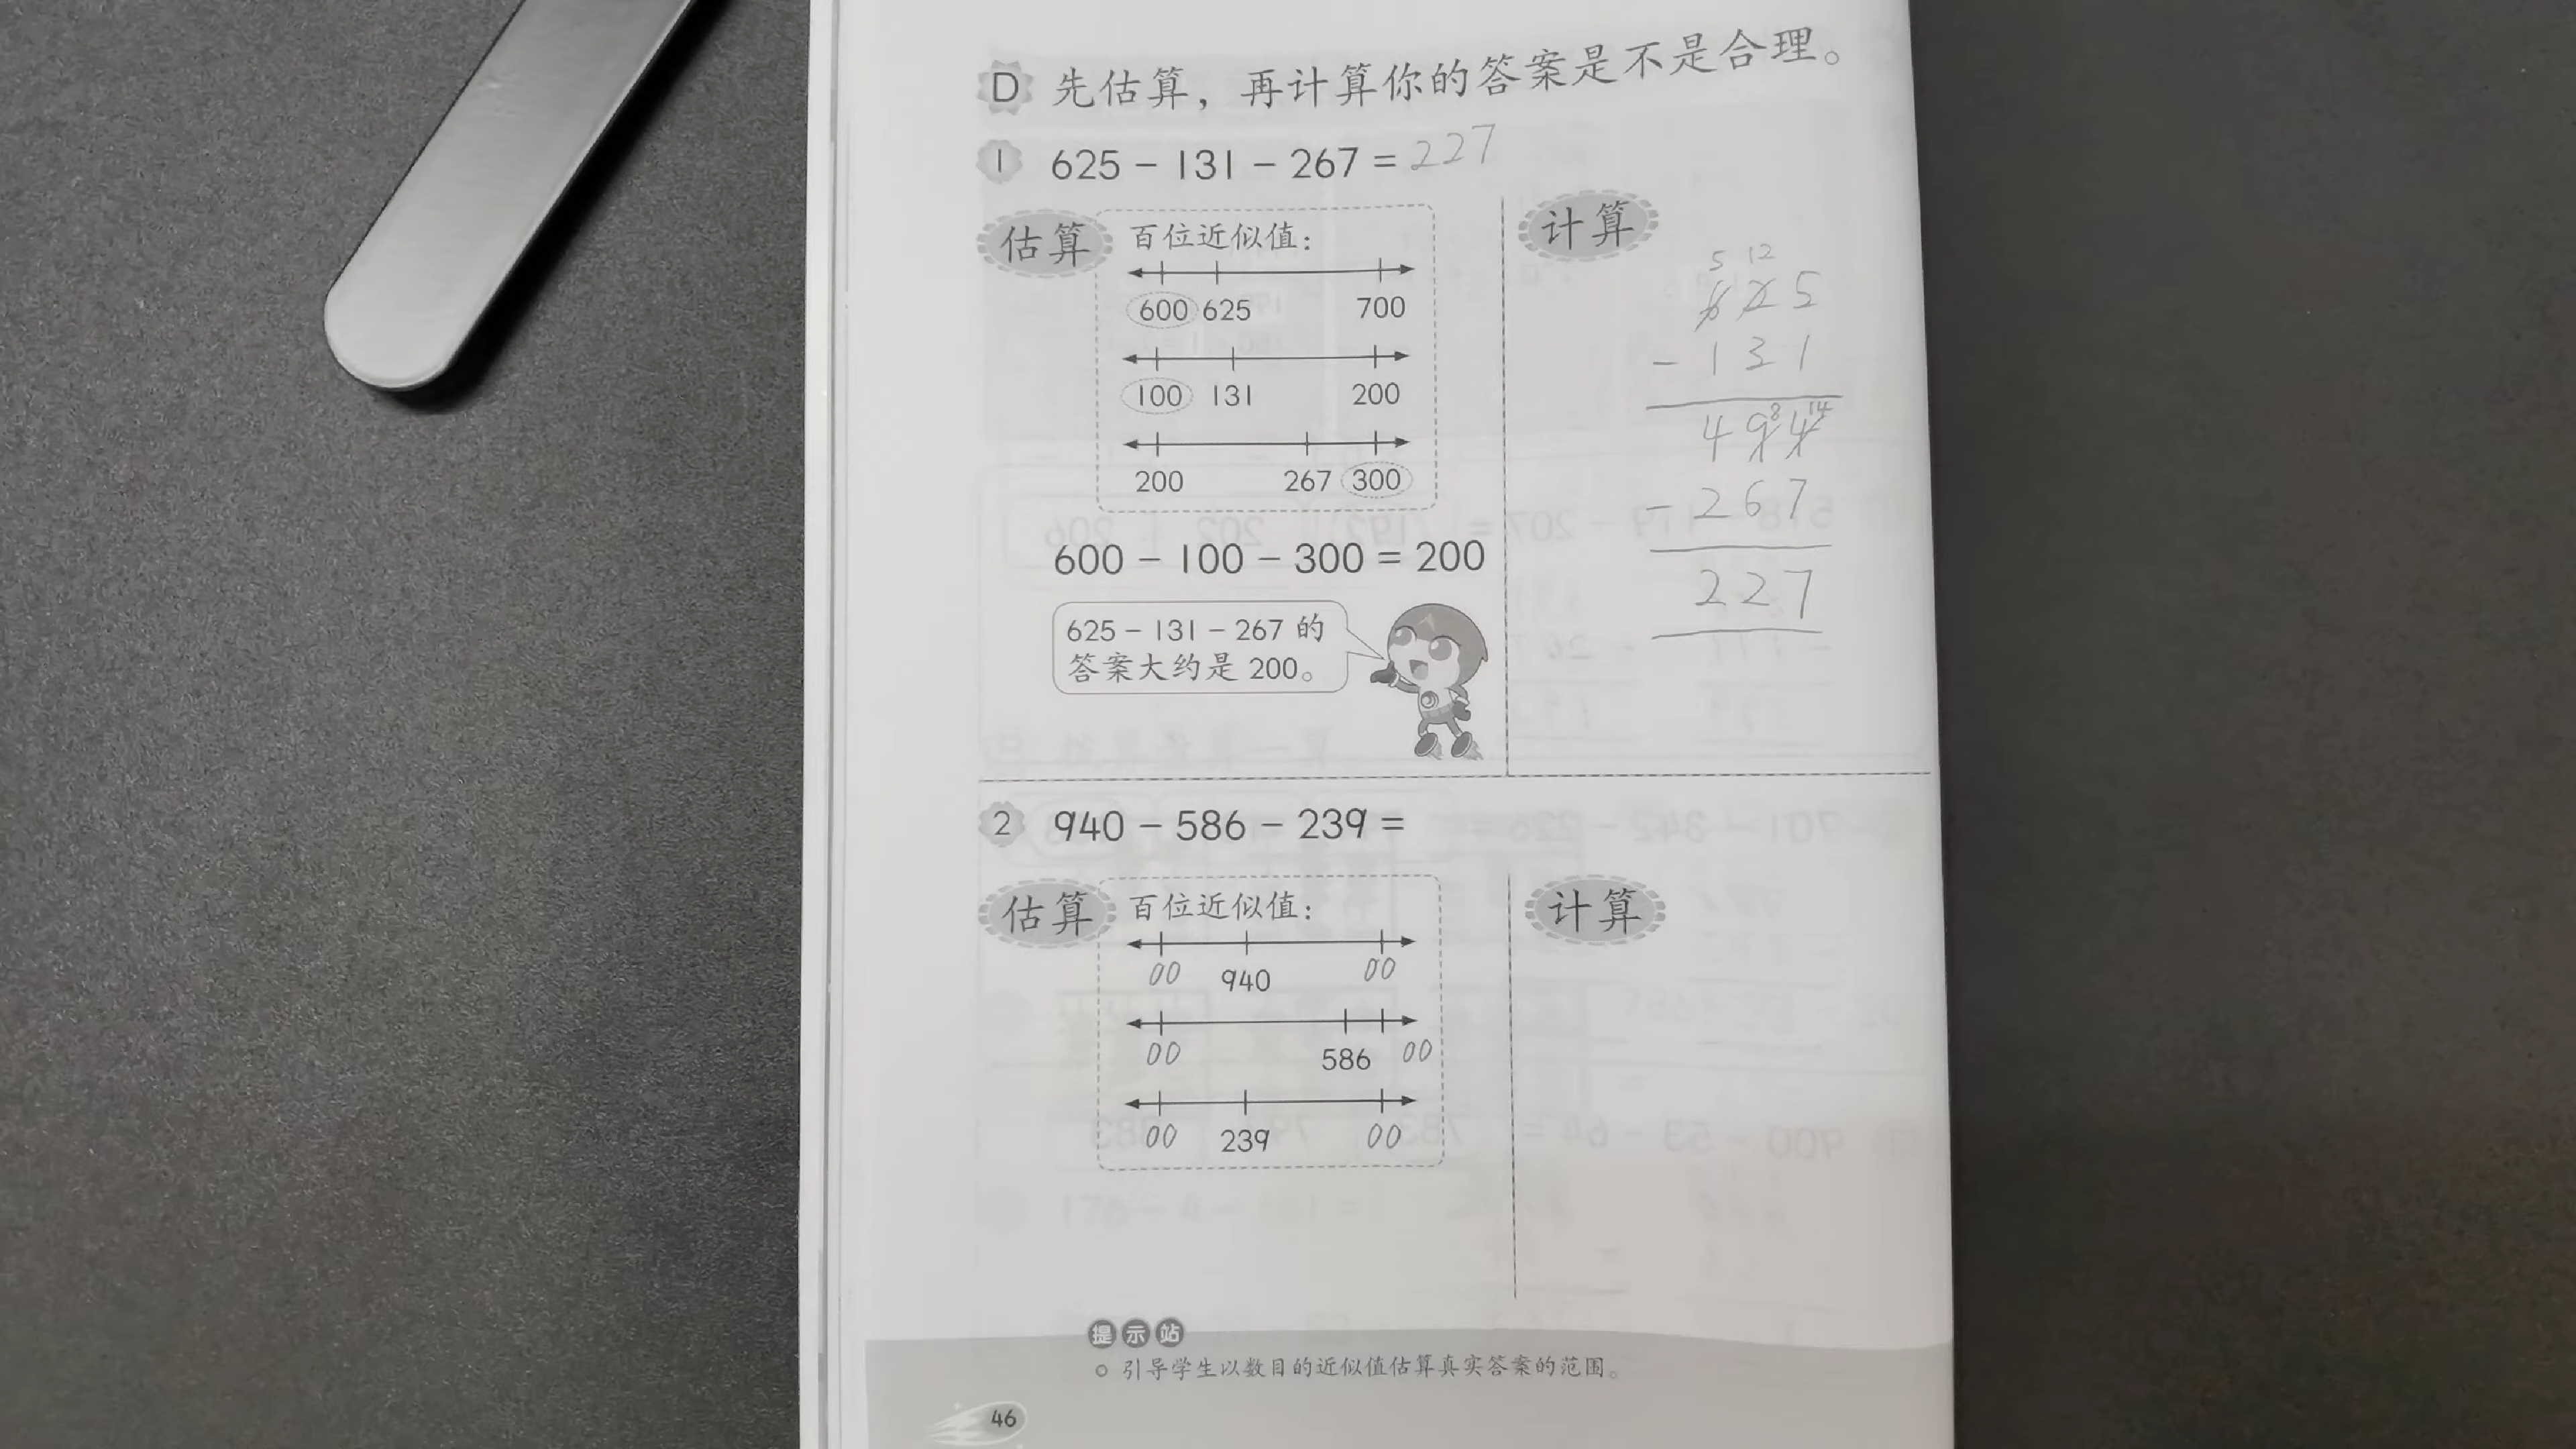 D 先估算，再计算你的答案是不是合理。
1 625 − 131 − 267 = 227
估算
百位近似值：
600 625 700
100 131 200
200 267 300
600 − 100 − 300 = 200
625 − 131 − 267 的
答案大约是 200。
计算
5 12
625
− 131
494
8 14
− 267
227
2 940 − 586 − 239 =
估算
百位近似值：
00 940 00
00 586 00
00 239 00
计算
提示站
引导学生以数目的近似值估算真实答案的范围。
46